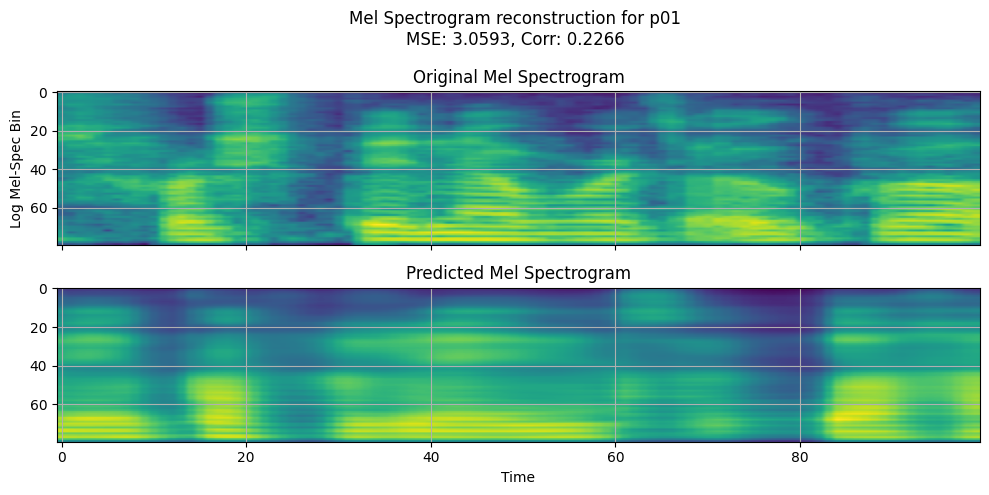 Mel Spectrogram reconstruction for p01
MSE: 3.0593, Corr: 0.2266
Original Mel Spectrogram
Log Mel-Spec Bin
0
20
40
60
Predicted Mel Spectrogram
0
20
40
60
0 20 40 60 80
Time